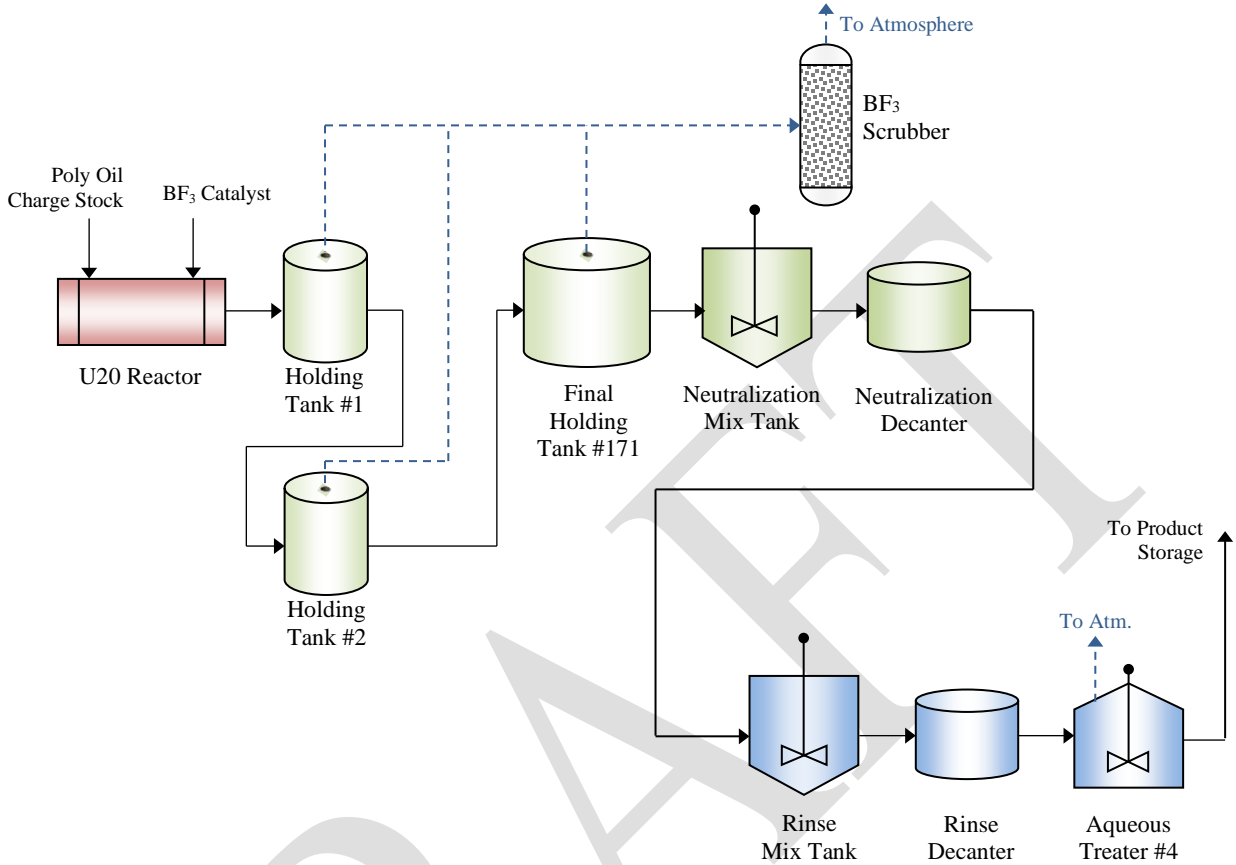 To Atmosphere
BF3
Scrubber
Poly Oil
Charge Stock
BF3 Catalyst
U20 Reactor
Holding
Tank #1
Final
Holding
Tank #171
Neutralization
Mix Tank
Neutralization
Decanter
Holding
Tank #2
To Product
Storage
To Atm.
Rinse
Mix Tank
Rinse
Decanter
Aqueous
Treater #4
DRAFT